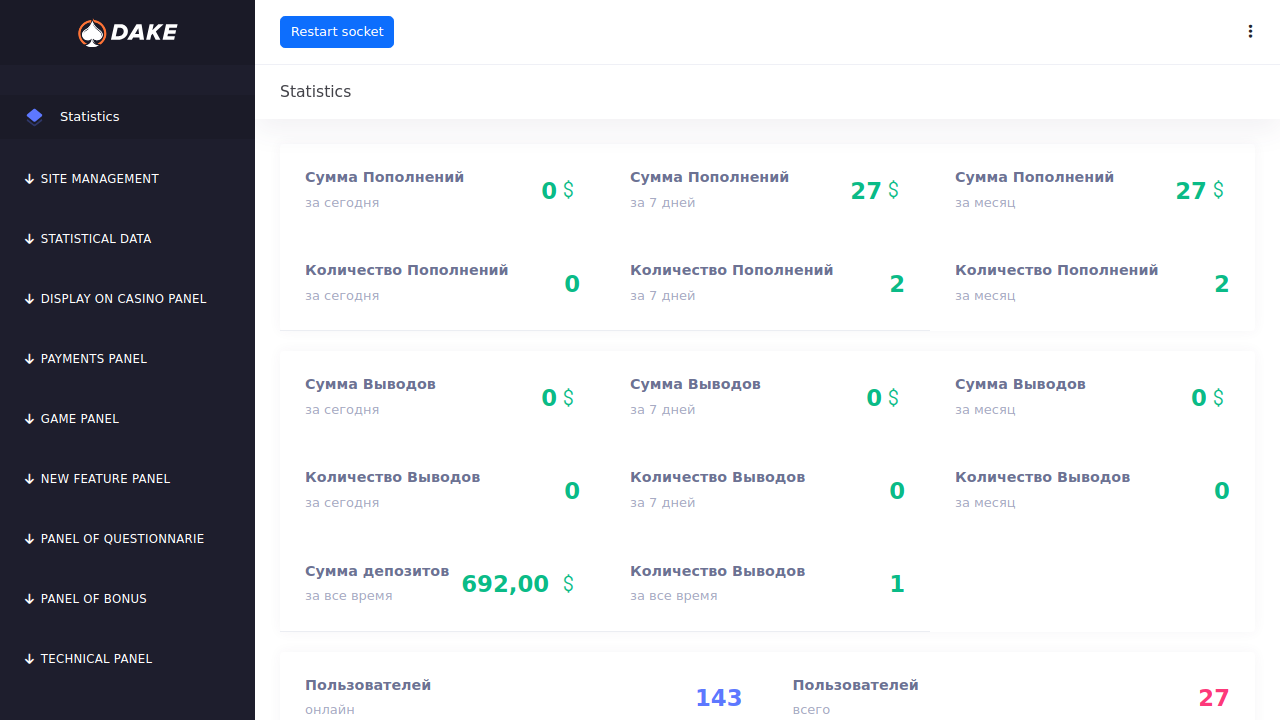 DAKE
Restart socket
Statistics
Statistics
SITE MANAGEMENT
STATISTICAL DATA
DISPLAY ON CASINO PANEL
PAYMENTS PANEL
GAME PANEL
NEW FEATURE PANEL
PANEL OF QUESTIONNARIE
PANEL OF BONUS
TECHNICAL PANEL
Сумма Пополнений
за сегодня
0 $
Сумма Пополнений
за 7 дней
27 $
Сумма Пополнений
за месяц
27 $
Количество Пополнений
за сегодня
0
Количество Пополнений
за 7 дней
2
Количество Пополнений
за месяц
2
Сумма Выводов
за сегодня
0 $
Сумма Выводов
за 7 дней
0 $
Сумма Выводов
за месяц
0 $
Количество Выводов
за сегодня
0
Количество Выводов
за 7 дней
0
Количество Выводов
за месяц
0
Сумма депозитов
за все время
692,00 $
Количество Выводов
за все время
1
Пользователей
онлайн
143
Пользователей
всего
27